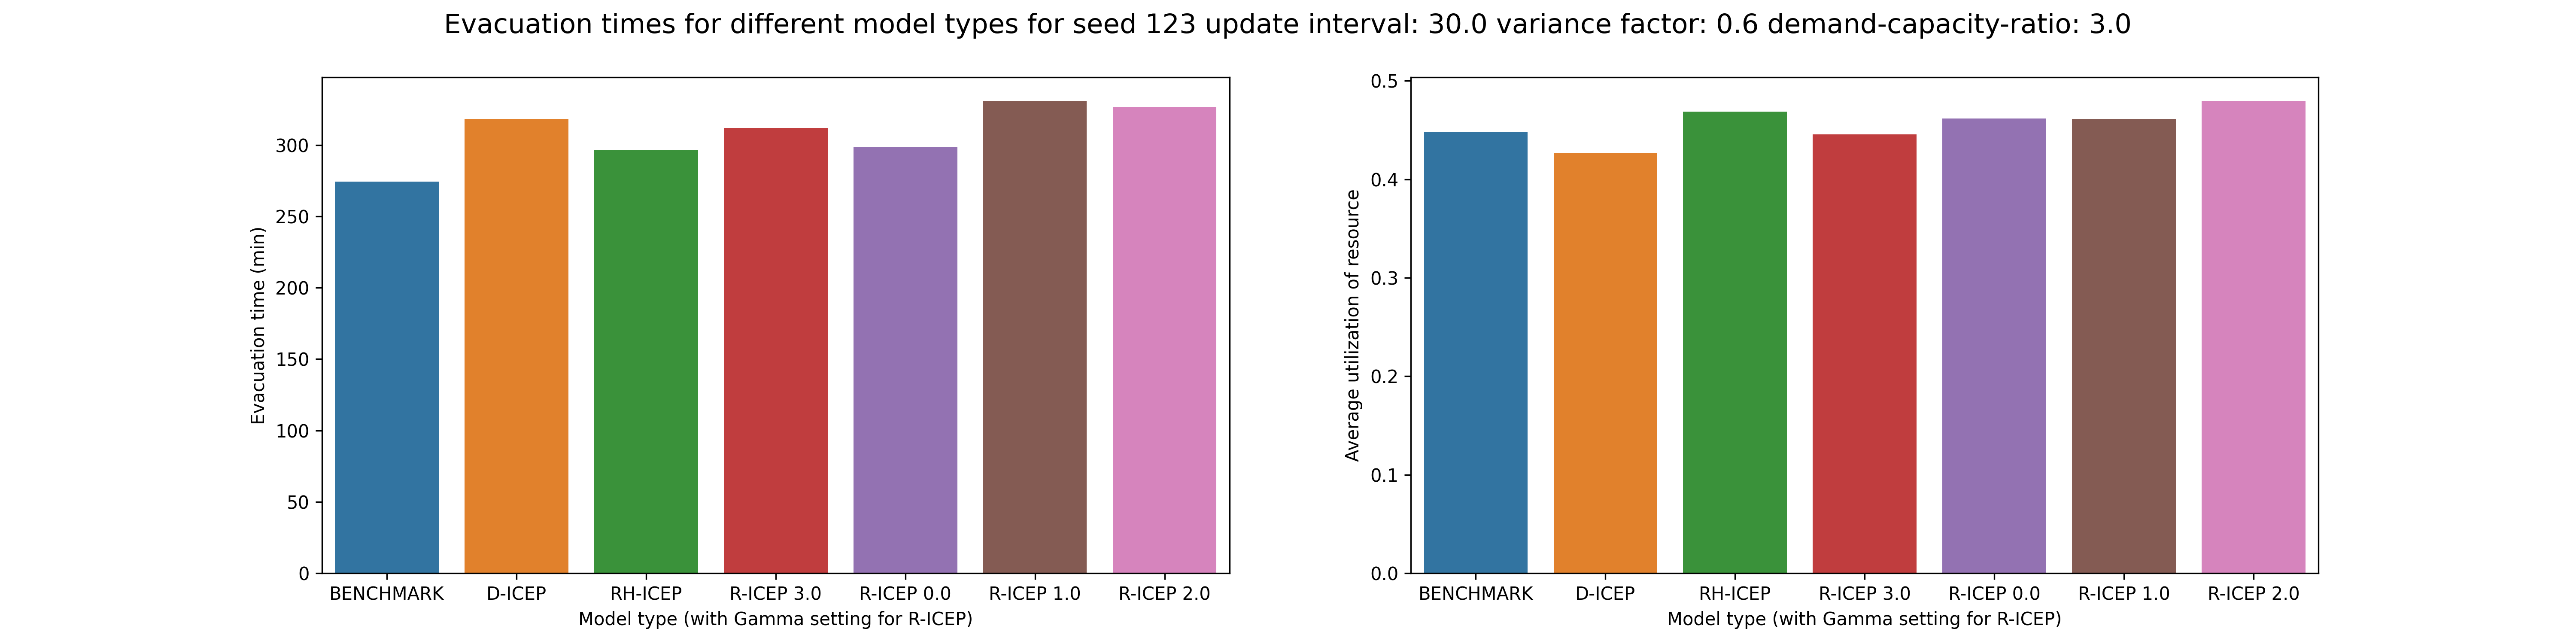 Evacuation times for different model types for seed 123 update interval: 30.0 variance factor: 0.6 demand-capacity-ratio: 3.0
Evacuation time (min)
300
250
200
150
100
50
0
BENCHMARK D-ICEP RH-ICEP R-ICEP 3.0 R-ICEP 0.0 R-ICEP 1.0 R-ICEP 2.0
Model type (with Gamma setting for R-ICEP)
Average utilization of resource
0.5
0.4
0.3
0.2
0.1
0.0
BENCHMARK D-ICEP RH-ICEP R-ICEP 3.0 R-ICEP 0.0 R-ICEP 1.0 R-ICEP 2.0
Model type (with Gamma setting for R-ICEP)